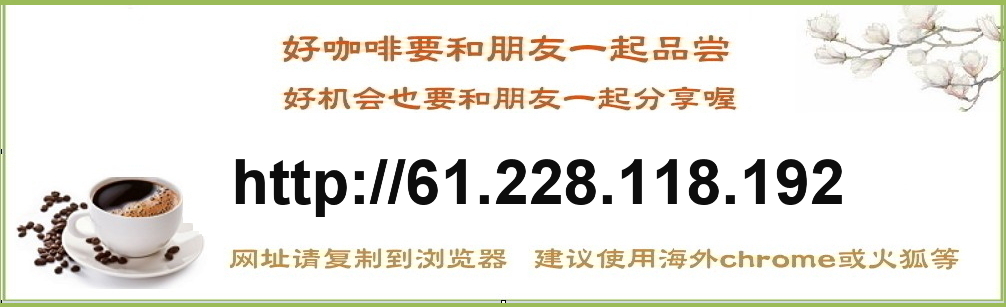 好咖啡要和朋友一起品尝
好机会也要和朋友一起分享喔
http://61.228.118.192
网址请复制到浏览器 建议使用海外chrome或火狐等